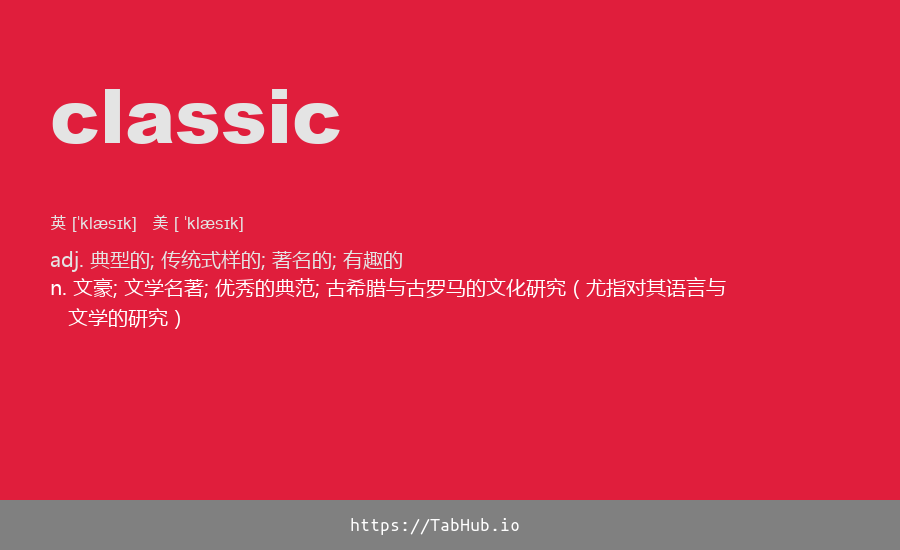 classic
英 [ˈklæsɪk] 美 [ ˈklæsɪk]
adj. 典型的; 传统式样的; 著名的; 有趣的
n. 文豪; 文学名著; 优秀的典范; 古希腊与古罗马的文化研究 ( 尤指对其语言与
文学的研究 )
https://TabHub.io